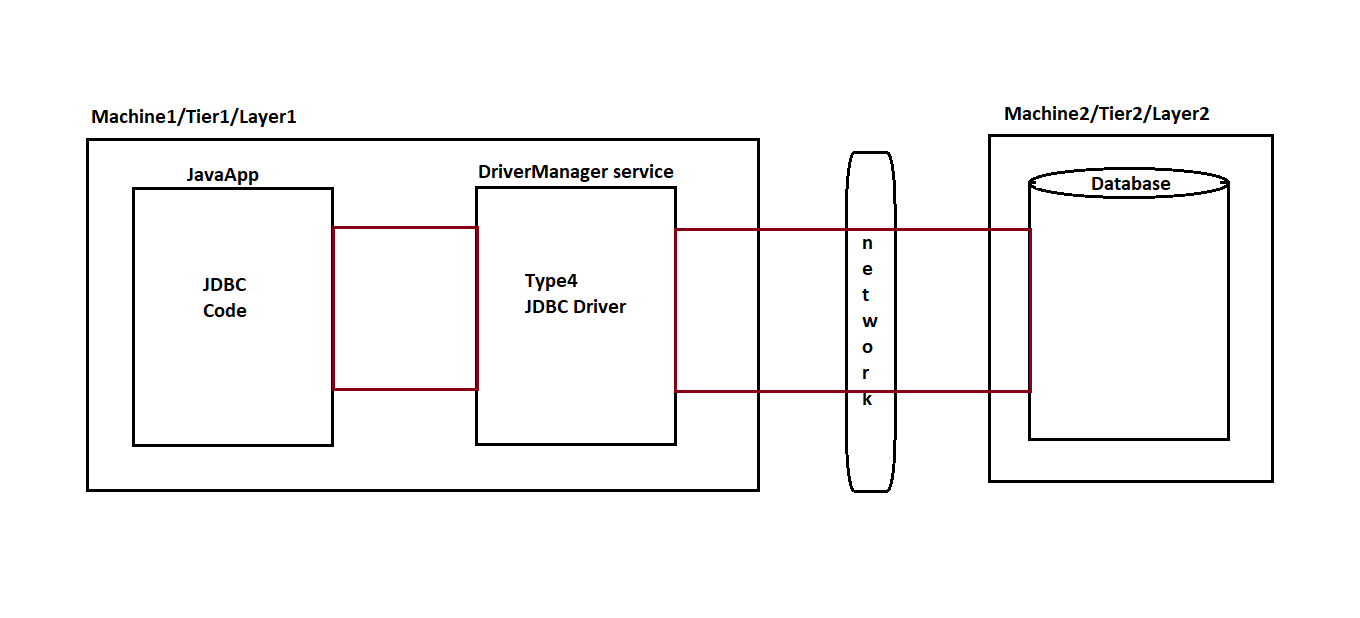 Machine1/Tier1/Layer1
Machine2/Tier2/Layer2
JavaApp
DriverManager service
Database
JDBC
Code
Type4
JDBC Driver
n
e
t
w
o
r
k